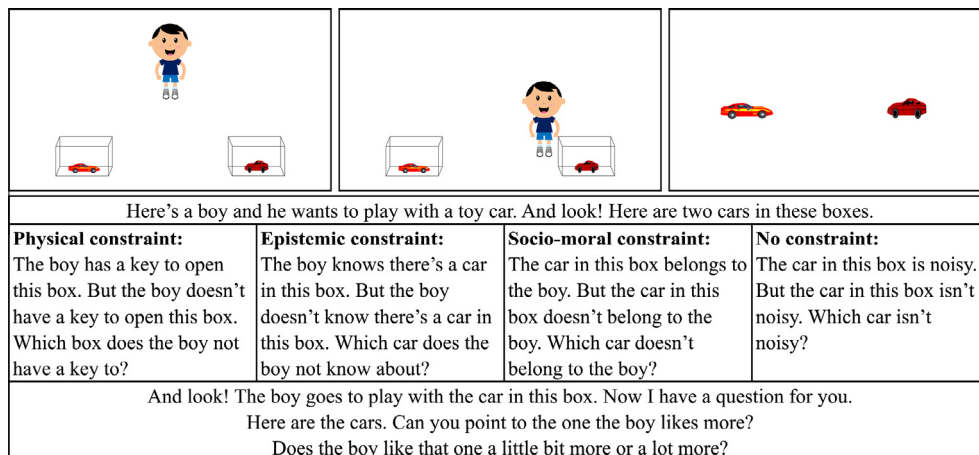 Here's a boy and he wants to play with a toy car. And look! Here are two cars in these boxes.
Physical constraint:
The boy has a key to open
this box. But the boy doesn't
have a key to open this box.
Which box does the boy not
have a key to?
Epistemic constraint:
The boy knows there's a car
in this box. But the boy
doesn't know there's a car in
this box. Which car does the
boy not know about?
Socio-moral constraint:
The car in this box belongs to
the boy. But the car in this
box doesn't belong to the
boy. Which car doesn't
belong to the boy?
No constraint:
The car in this box is noisy.
But the car in this box isn't
noisy. Which car isn't
noisy?
And look! The boy goes to play with the car in this box. Now I have a question for you.
Here are the cars. Can you point to the one the boy likes more?
Does the boy like that one a little bit more or a lot more?